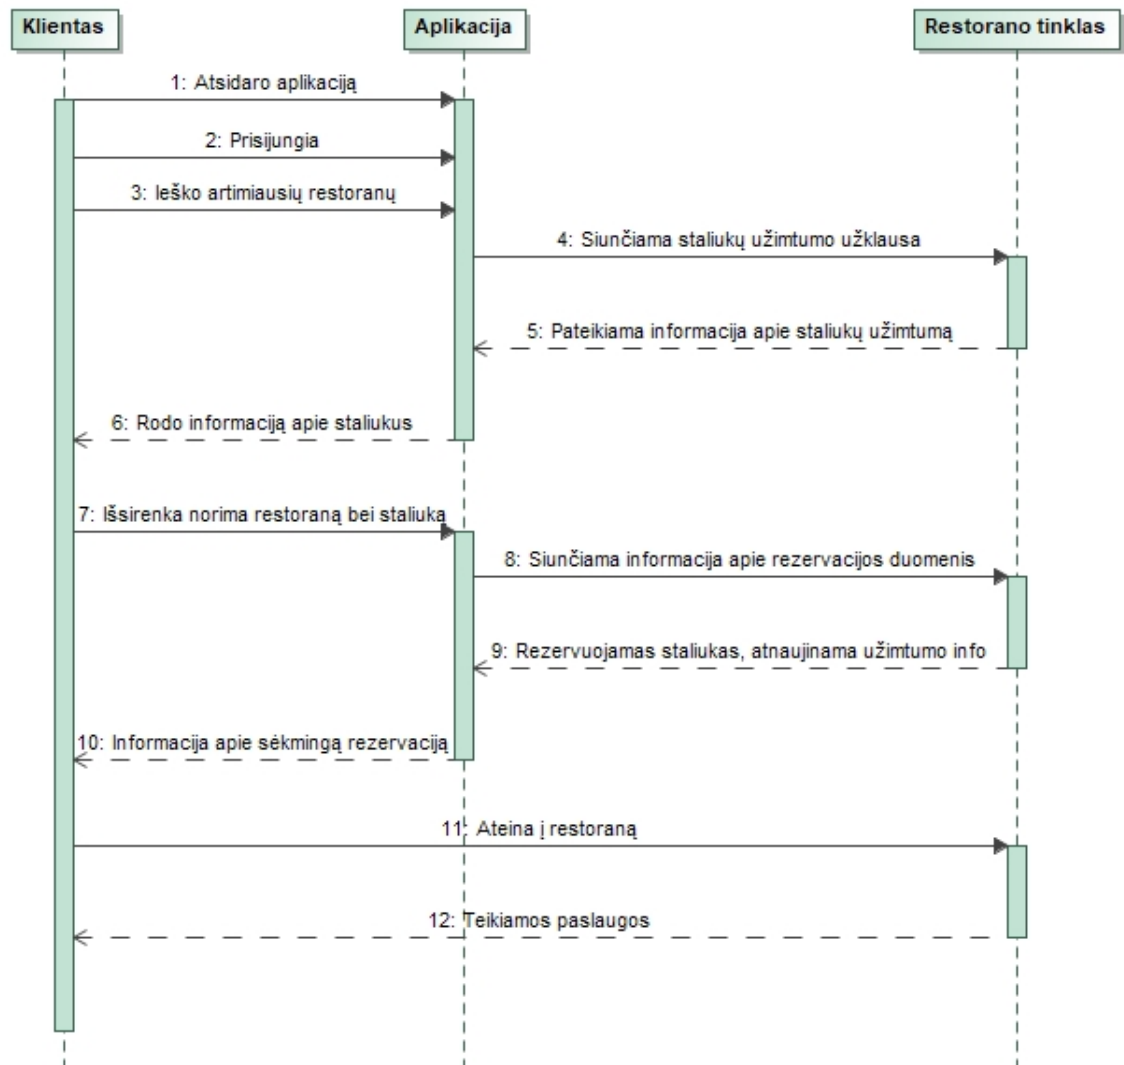 Klientas
Aplikacija
Restorano tinklas
1: Atsidaro aplikaciją
2: Prisijungia
3: Ieško artimiausių restoranų
4: Siunčiama staliukų užimtumo užklausa
5: Pateikiama informacija apie staliukų užimtumą
6: Rodo informaciją apie staliukus
7: Išsirenka norima restoraną bei staliuką
8: Siunčiama informacija apie rezervacijos duomenis
9: Rezervuojamas staliukas, atnaujinama užimtumo info
10: Informacija apie sėkmingą rezervaciją
11: Ateina į restoraną
12: Teikiamos paslaugos